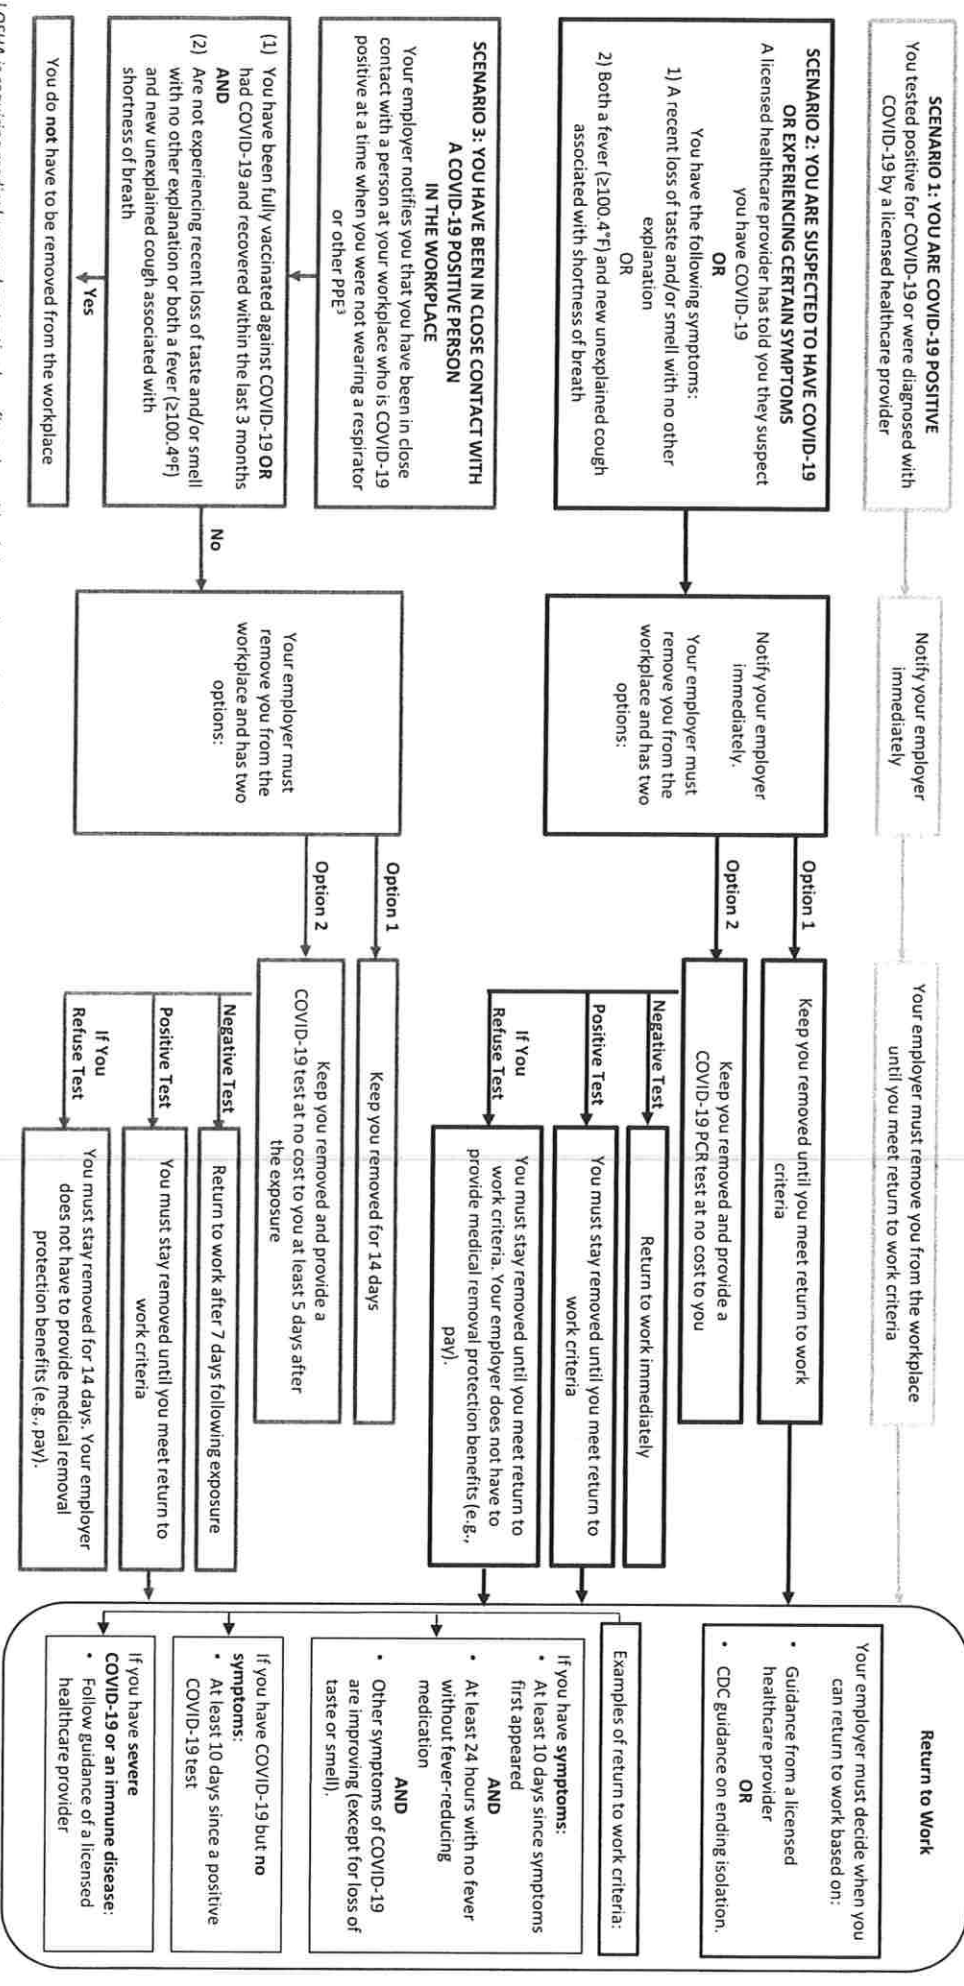 SCENARIO 1: YOU ARE COVID-19 POSITIVE
You tested positive for COVID-19 or were diagnosed with
COVID-19 by a licensed healthcare provider
Notify your employer
immediately
Your employer must remove you from the workplace
until you meet return to work criteria
SCENARIO 2: YOU ARE SUSPECTED TO HAVE COVID-19
OR EXPERIENCING CERTAIN SYMPTOMS
A licensed healthcare provider has told you they suspect
you have COVID-19
OR
You have the following symptoms:
1) A recent loss of taste and/or smell with no other
explanation
OR
2) Both a fever (≥100.4°F) and new unexplained cough
associated with shortness of breath
Notify your employer
immediately.
Your employer must
remove you from the
workplace and has two
options:
Option 1
Keep you removed until you meet return to work
criteria
Option 2
Keep you removed and provide a
COVID-19 PCR test at no cost to you
Negative Test
Return to work immediately
Positive Test
You must stay removed until you meet return to
work criteria
If You
Refuse Test
You must stay removed until you meet return to
work criteria. Your employer does not have to
provide medical removal protection benefits (e.g.,
pay).
SCENARIO 3: YOU HAVE BEEN IN CLOSE CONTACT WITH
A COVID-19 POSITIVE PERSON
IN THE WORKPLACE
Your employer notifies you that you have been in close
contact with a person at your workplace who is COVID-19
positive at a time when you were not wearing a respirator
or other PPE³
(1) You have been fully vaccinated against COVID-19 OR
had COVID-19 and recovered within the last 3 months
AND
(2) Are not experiencing recent loss of taste and/or smell
with no other explanation or both a fever (≥100.4°F)
and new unexplained cough associated with
shortness of breath
Yes
You do not have to be removed from the workplace
No
Your employer must
remove you from the
workplace and has two
options:
Option 1
Keep you removed for 14 days
Option 2
Keep you removed and provide a
COVID-19 test at no cost to you at least 5 days after
the exposure
Negative Test
Return to work after 7 days following exposure
Positive Test
You must stay removed until you meet return to
work criteria
If You
Refuse Test
You must stay removed for 14 days. Your employer
does not have to provide medical removal
protection benefits (e.g., pay).
Return to Work
Your employer must decide when you
can return to work based on:
• Guidance from a licensed
healthcare provider
OR
• CDC guidance on ending isolation.
Examples of return to work criteria:
If you have symptoms:
• At least 10 days since symptoms
first appeared
AND
• At least 24 hours with no fever
without fever-reducing
medication
AND
• Other symptoms of COVID-19
are improving (except for loss of
taste or smell).
If you have COVID-19 but no
symptoms:
• At least 10 days since a positive
COVID-19 test
If you have severe
COVID-19 or an immune disease:
• Follow guidance of a licensed
healthcare provider